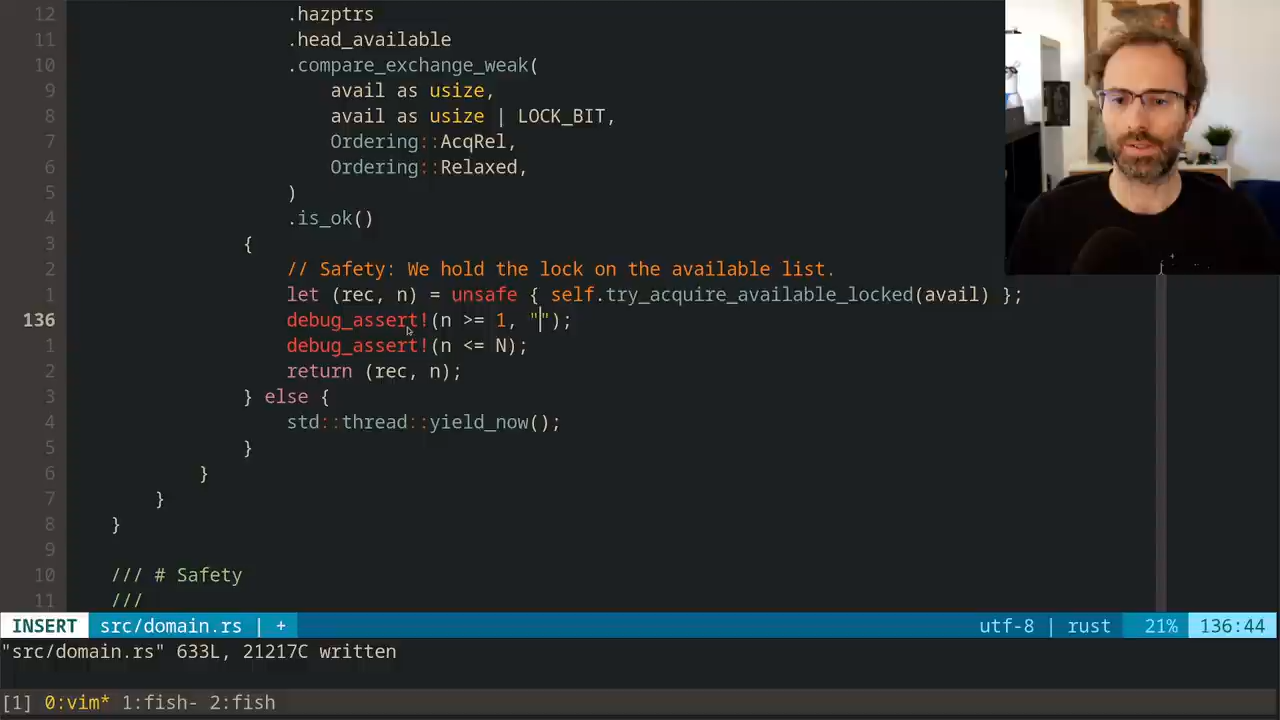 12 .hazptrs
11 .head_available
10 .compare_exchange_weak(
9 avail as usize,
8 avail as usize | LOCK_BIT,
7 Ordering::AcqRel,
6 Ordering::Relaxed,
5 )
4 .is_ok()
3 {
2 // Safety: We hold the lock on the available list.
1 let (rec, n) = unsafe { self.try_acquire_available_locked(avail) };
136 debug_assert!(n >= 1, "");
1 debug_assert!(n <= N);
2 return (rec, n);
3 } else {
4 std::thread::yield_now();
5 }
6 }
7 }
8 }
9
10 /// # Safety
11 ///
INSERT src/domain.rs | + utf-8 | rust 21% 136:44
"src/domain.rs" 633L, 21217C written
[1] 0:vim* 1:fish- 2:fish